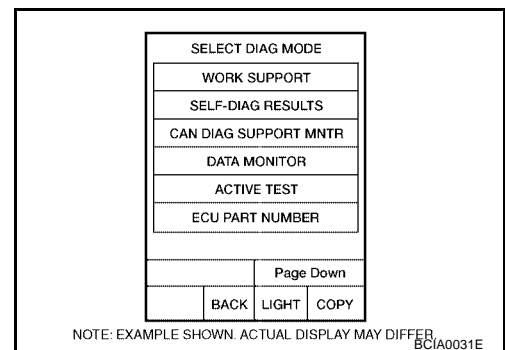 SELECT DIAG MODE
WORK SUPPORT
SELF-DIAG RESULTS
CAN DIAG SUPPORT MNTR
DATA MONITOR
ACTIVE TEST
ECU PART NUMBER
Page Down
BACK LIGHT COPY
NOTE: EXAMPLE SHOWN. ACTUAL DISPLAY MAY DIFFER.
BCIA0031E